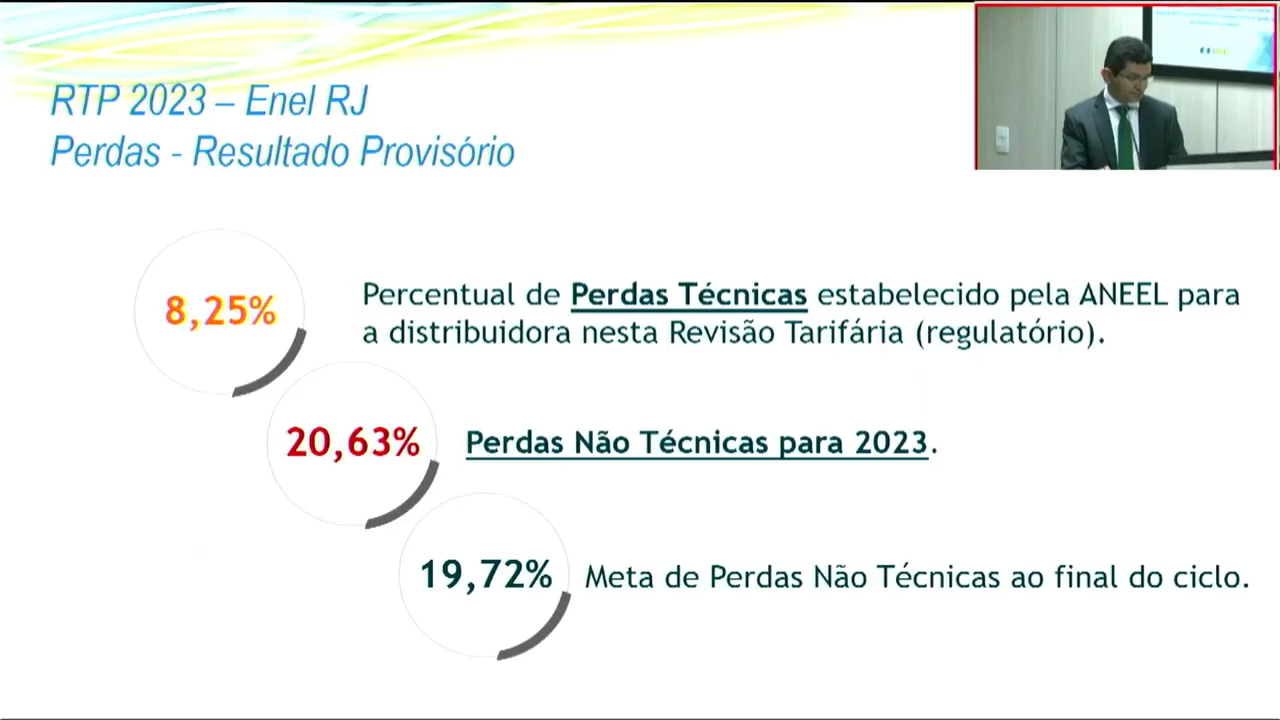 RTP 2023 – Enel RJ
Perdas - Resultado Provisório
8,25%
Percentual de Perdas Técnicas estabelecido pela ANEEL para
a distribuidora nesta Revisão Tarifária (regulatório).
20,63%
Perdas Não Técnicas para 2023.
19,72%
Meta de Perdas Não Técnicas ao final do ciclo.